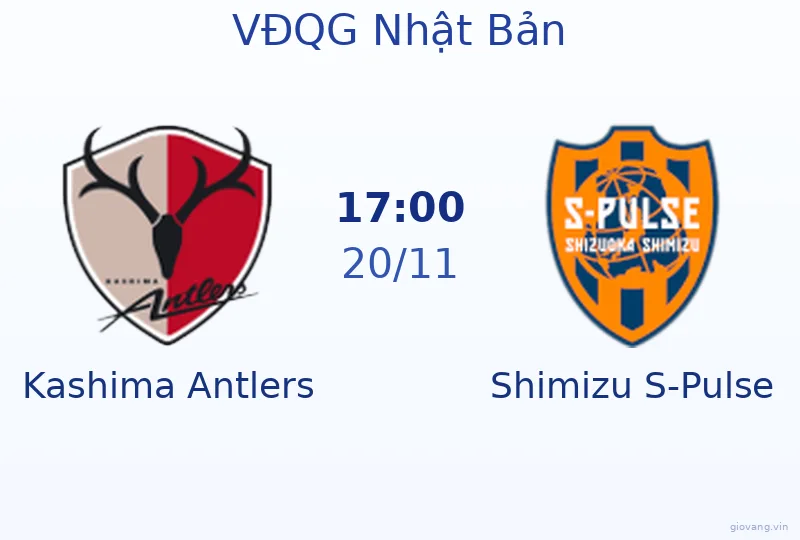 VĐQG Nhật Bản
KASHIMA
Antlers
17:00
20/11
S-PULSE
SHIZUOKA SHIMIZU
Kashima Antlers
Shimizu S-Pulse
giovang.vin